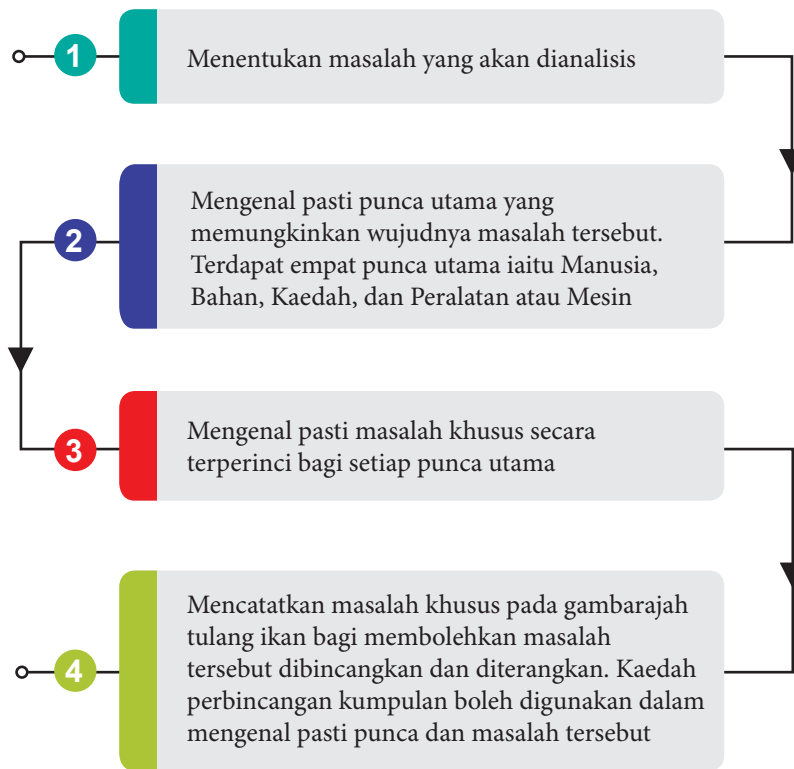 1
Menentukan masalah yang akan dianalisis
2
Mengenal pasti punca utama yang
memungkinkan wujudnya masalah tersebut.
Terdapat empat punca utama iaitu Manusia,
Bahan, Kaedah, dan Peralatan atau Mesin
3
Mengenal pasti masalah khusus secara
terperinci bagi setiap punca utama
4
Mencatatkan masalah khusus pada gambarajah
tulang ikan bagi membolehkan masalah
tersebut dibincangkan dan diterangkan. Kaedah
perbincangan kumpulan boleh digunakan dalam
mengenal pasti punca dan masalah tersebut